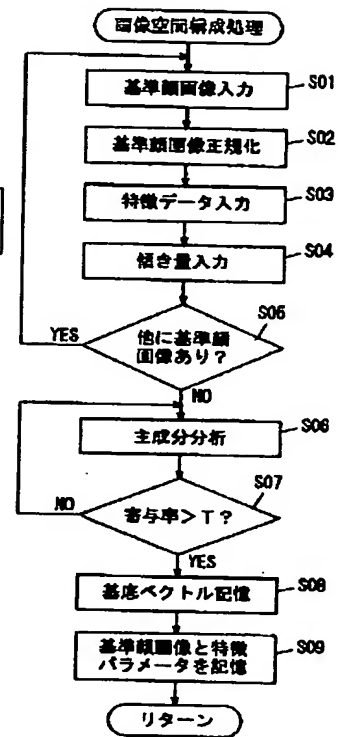 画像空間構成処理
基準顔画像入力
S01
基準顔画像正規化
S02
特徴データ入力
S03
傾き量入力
S04
S05
YES
他に基準顔
画像あり？
NO
主成分分析
S06
S07
NO
寄与率＞T？
YES
基底ベクトル記憶
S08
基準顔画像と特徴
パラメータを記憶
S09
リターン